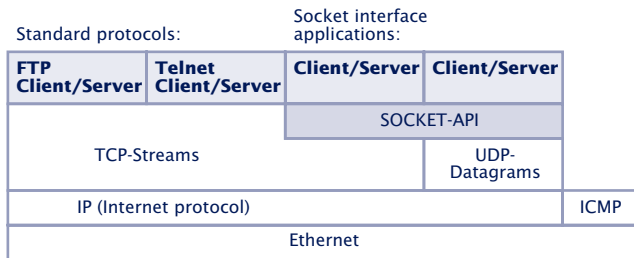 Standard protocols:
Socket interface
applications:
FTP
Client/Server
Telnet
Client/Server
Client/Server
Client/Server
SOCKET-API
TCP-Streams
UDP-
Datagrams
IP (Internet protocol)
ICMP
Ethernet